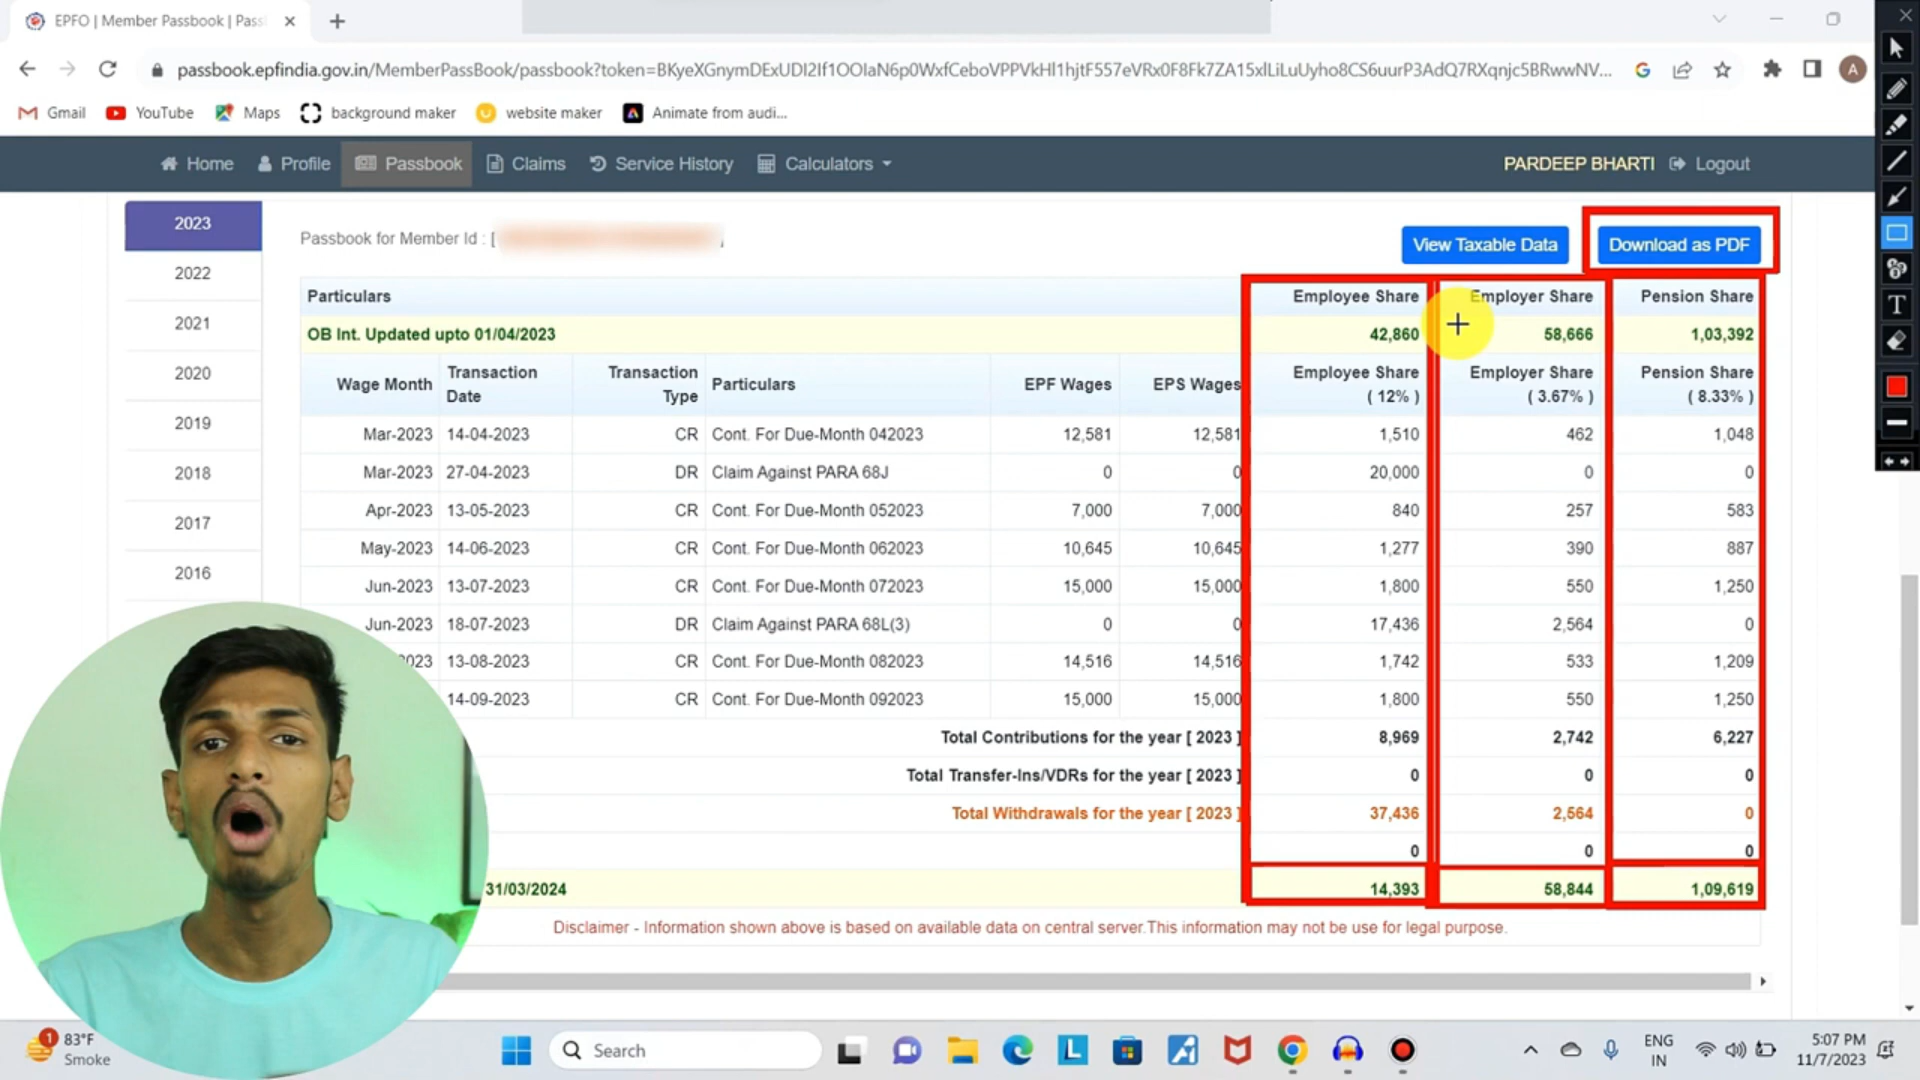 EPFO | Member Passbook | Pass
passbook.epfindia.gov.in/MemberPassBook/passbook?token=BKyeXGnymDExUDI2If1OOIaN6p0WxfCeboVPPVkHl1hjtF557eVRx0F8Fk7ZA15xlLiLuUyho8CS6uurP3AdQ7RXqnjc5BRwwNV...
G A
Gmail YouTube Maps background maker website maker Animate from audi...
Home Profile Passbook Claims Service History Calculators PARDEEP BHARTI Logout
2023
2022
2021
2020
2019
2018
2017
2016
Passbook for Member Id : [
View Taxable Data Download as PDF
Particulars Employee Share Employer Share Pension Share
OB Int. Updated upto 01/04/2023 42,860 58,666 1,03,392
Wage Month Transaction Date Transaction Type Particulars EPF Wages EPS Wages Employee Share ( 12% ) Employer Share ( 3.67% ) Pension Share ( 8.33% )
Mar-2023 14-04-2023 CR Cont. For Due-Month 042023 12,581 12,581 1,510 462 1,048
Mar-2023 27-04-2023 DR Claim Against PARA 68J 0 0 20,000 0 0
Apr-2023 13-05-2023 CR Cont. For Due-Month 052023 7,000 7,000 840 257 583
May-2023 14-06-2023 CR Cont. For Due-Month 062023 10,645 10,645 1,277 390 887
Jun-2023 13-07-2023 CR Cont. For Due-Month 072023 15,000 15,000 1,800 550 1,250
Jun-2023 18-07-2023 DR Claim Against PARA 68L(3) 0 0 17,436 2,564 0
023 13-08-2023 CR Cont. For Due-Month 082023 14,516 14,516 1,742 533 1,209
14-09-2023 CR Cont. For Due-Month 092023 15,000 15,000 1,800 550 1,250
Total Contributions for the year [ 2023 ] 8,969 2,742 6,227
Total Transfer-Ins/VDRs for the year [ 2023 ] 0 0 0
Total Withdrawals for the year [ 2023 ] 37,436 2,564 0
0 0 0
31/03/2024 14,393 58,844 1,09,619
Disclaimer - Information shown above is based on available data on central server.This information may not be use for legal purpose.
1 83°F
Smoke
Search
ENG
IN
5:07 PM
11/7/2023